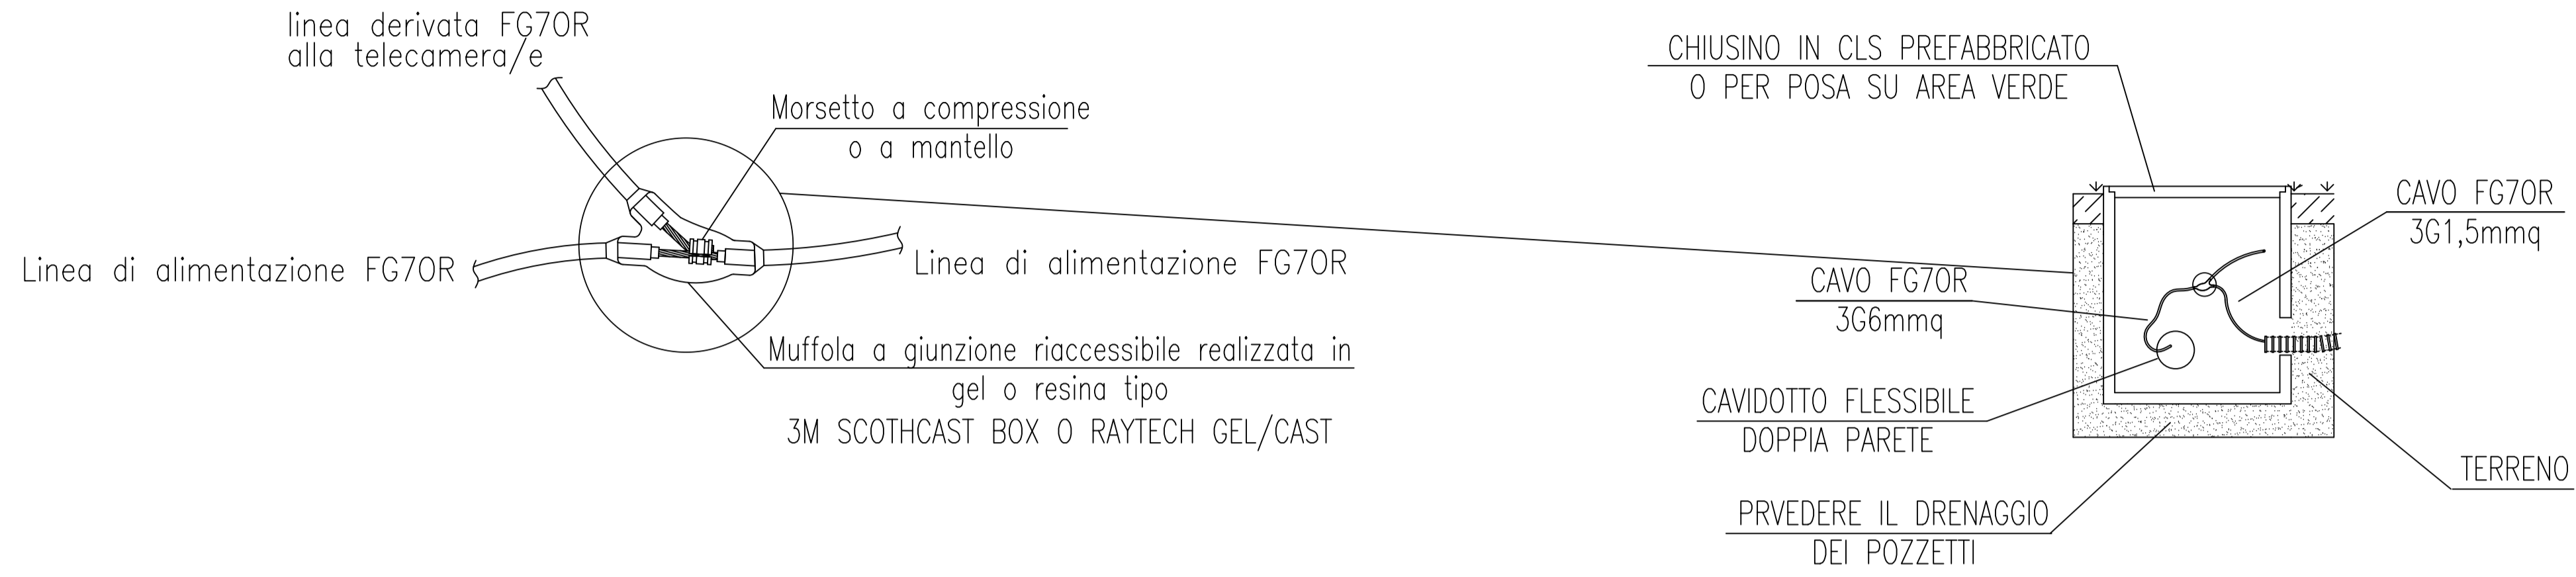 linea derivata FG7OR
alla telecamera/e
Morsetto a compressione
o a mantello
Linea di alimentazione FG7OR
Linea di alimentazione FG7OR
Muffola a giunzione riaccessibile realizzata in
gel o resina tipo
3M SCOTHCAST BOX O RAYTECH GEL/CAST
CHIUSINO IN CLS PREFABBRICATO
O PER POSA SU AREA VERDE
CAVO FG7OR
3G1,5mmq
CAVO FG7OR
3G6mmq
CAVIDOTTO FLESSIBILE
DOPPIA PARETE
TERRENO
PRVEDERE IL DRENAGGIO
DEI POZZETTI